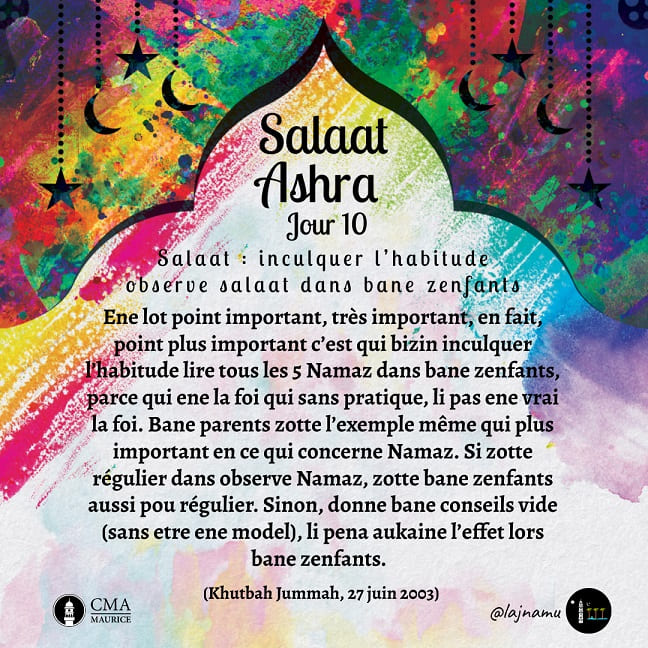 Salaat
Ashra
Jour 10
Salaat : inculquer l'habitude
observe salaat dans bane zenfants
Ene lot point important, très important, en fait,
point plus important c'est qui bizin inculquer
l'habitude lire tous les 5 Namaz dans bane zenfants,
parce qui ene la foi qui sans pratique, li pas ene vrai
la foi. Bane parents zotte l'exemple même qui plus
important en ce qui concerne Namaz. Si zotte
régulier dans observe Namaz, zotte bane zenfants
aussi pou régulier. Sinon, donne bane conseils vide
(sans etre ene model), li pena aukaine l'effet lors
bane zenfants.
(Khutbah Jummah, 27 juin 2003)
CMA
MAURICE
@lajnamu